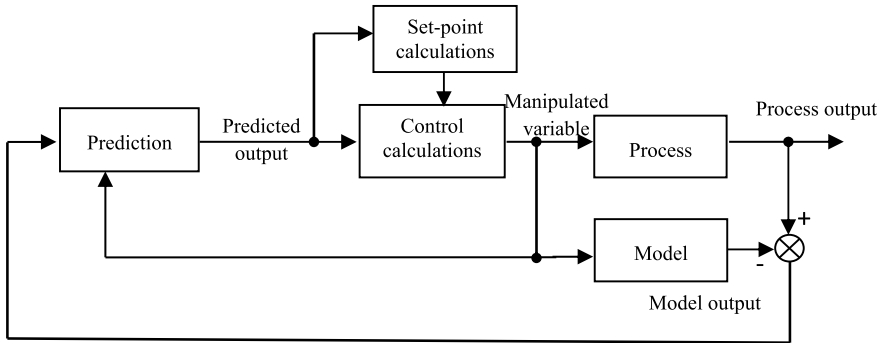 Set-point
calculations
Manipulated
variable
Process output
Prediction
Predicted
output
Control
calculations
Process
+
Model
-
Model output